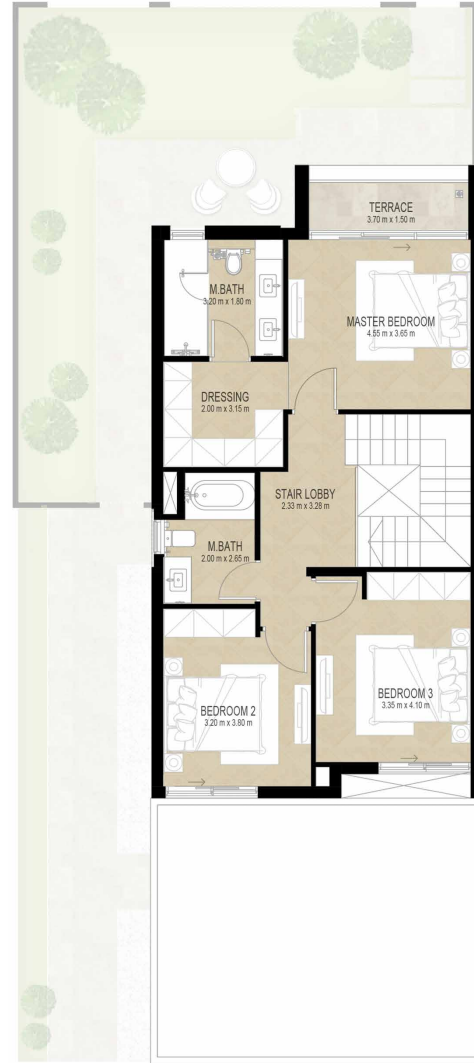 TERRACE
3.70 m x 1.50 m
M.BATH
3.20 m x 1.80 m
MASTER BEDROOM
4.55 m x 3.65 m
DRESSING
2.00 m x 3.15 m
STAIR LOBBY
2.33 m x 3.28 m
M.BATH
2.00 m x 2.65 m
BEDROOM 2
3.20 m x 3.80 m
BEDROOM 3
3.35 m x 4.10 m